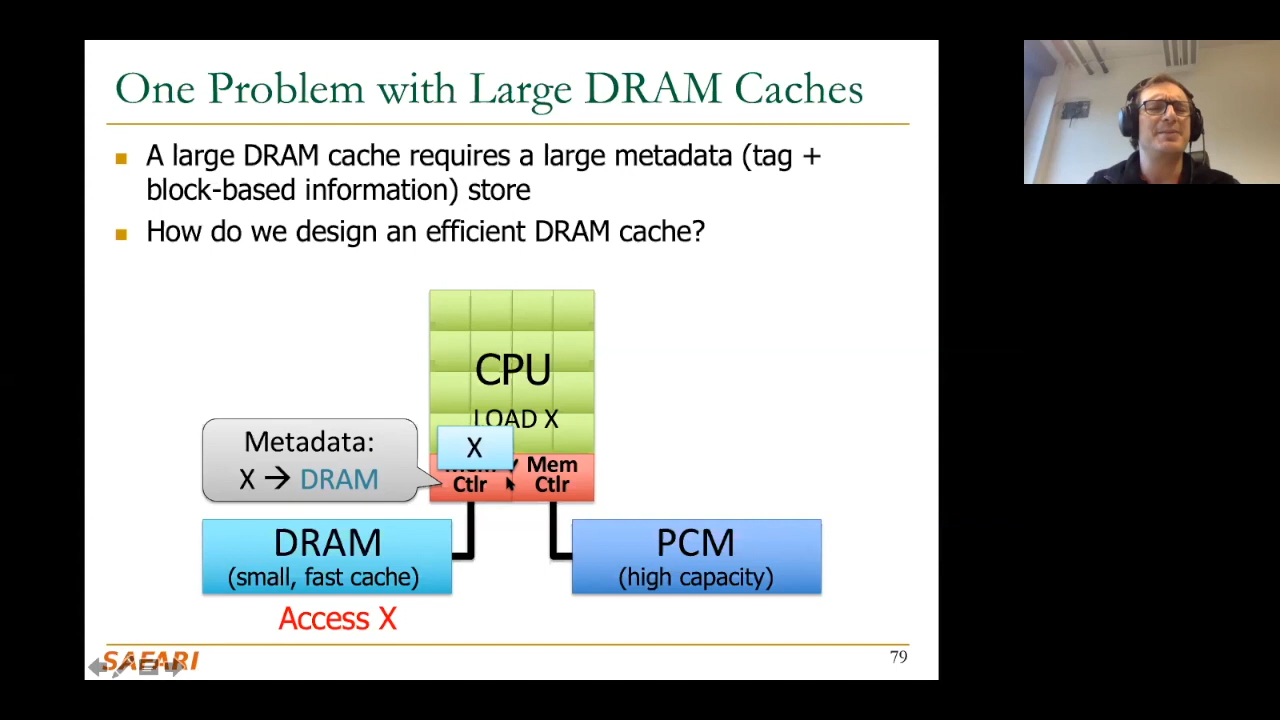 One Problem with Large DRAM Caches
A large DRAM cache requires a large metadata (tag +
block-based information) store
How do we design an efficient DRAM cache?
CPU
LOAD X
Metadata:
X → DRAM
X
Mem Mem
Ctlr Ctlr
DRAM
(small, fast cache)
PCM
(high capacity)
Access X
SAFARI
79